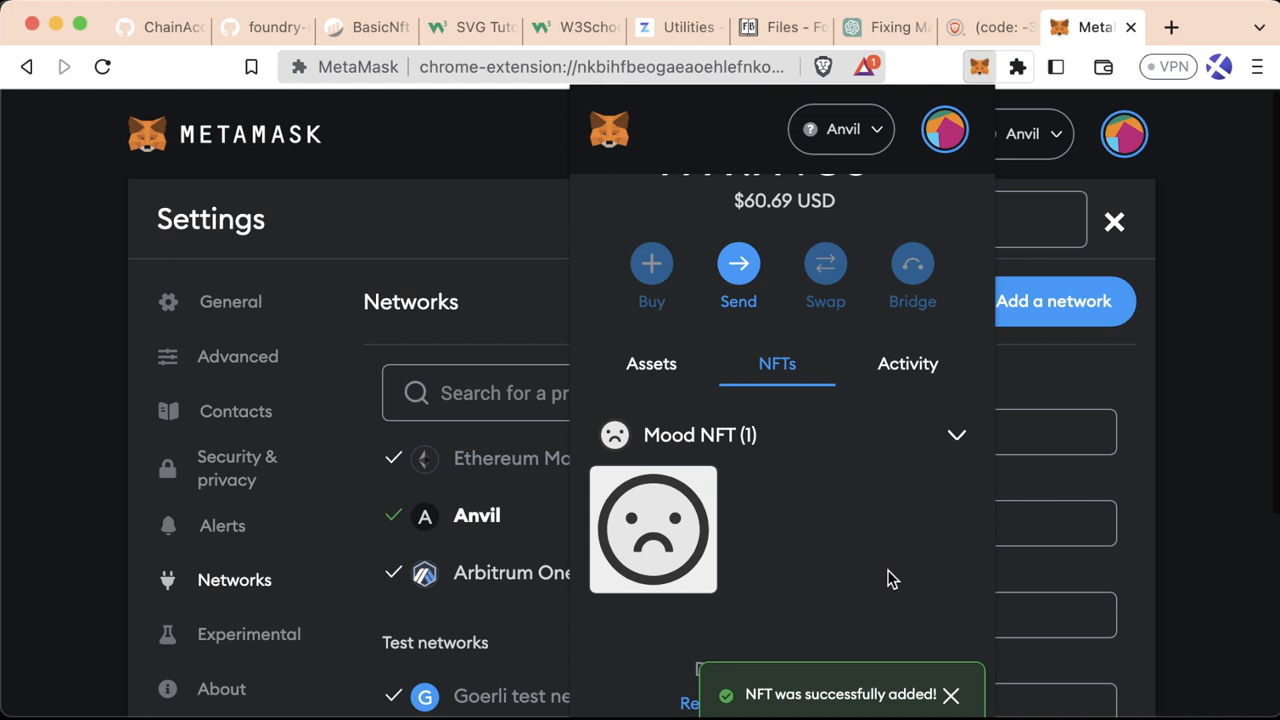 ChainAcc
foundry-
BasicNft
SVG Tuto
W3Schoo
Utilities -
Files - Fo
Fixing Ma
(code: -3
Meta
MetaMask
chrome-extension://nkbihfbeogaeaoehlefnko...
1
VPN
METAMASK
Anvil
Anvil
Settings
$60.69 USD
Buy
Send
Swap
Bridge
General
Advanced
Contacts
Security &
privacy
Alerts
Networks
Experimental
About
Networks
Add a network
Search for a pr
Ethereum Ma
A Anvil
Arbitrum One
Test networks
G Goerli test ne
Assets
NFTs
Activity
Mood NFT (1)
Re
NFT was successfully added!